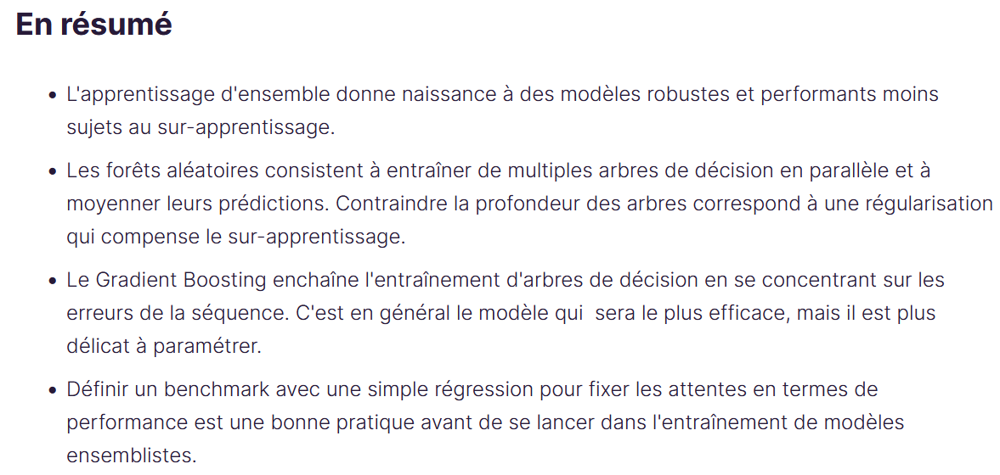 En résumé
• L'apprentissage d'ensemble donne naissance à des modèles robustes et performants moins
sujets au sur-apprentissage.
• Les forêts aléatoires consistent à entraîner de multiples arbres de décision en parallèle et à
moyenner leurs prédictions. Contraindre la profondeur des arbres correspond à une régularisation
qui compense le sur-apprentissage.
• Le Gradient Boosting enchaîne l'entraînement d'arbres de décision en se concentrant sur les
erreurs de la séquence. C'est en général le modèle qui  sera le plus efficace, mais il est plus
délicat à paramétrer.
• Définir un benchmark avec une simple régression pour fixer les attentes en termes de
performance est une bonne pratique avant de se lancer dans l'entraînement de modèles
ensemblistes.